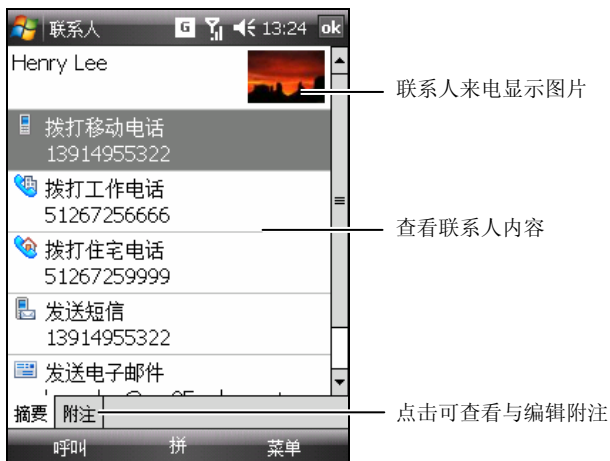 联系人 G 13:24 ok
Henry Lee
联系人来电显示图片
拨打移动电话
13914955322
拨打工作电话
51267256666
查看联系人内容
拨打住宅电话
51267259999
发送短信
13914955322
发送电子邮件
摘要 附注
点击可查看与编辑附注
呼叫 拼 菜单